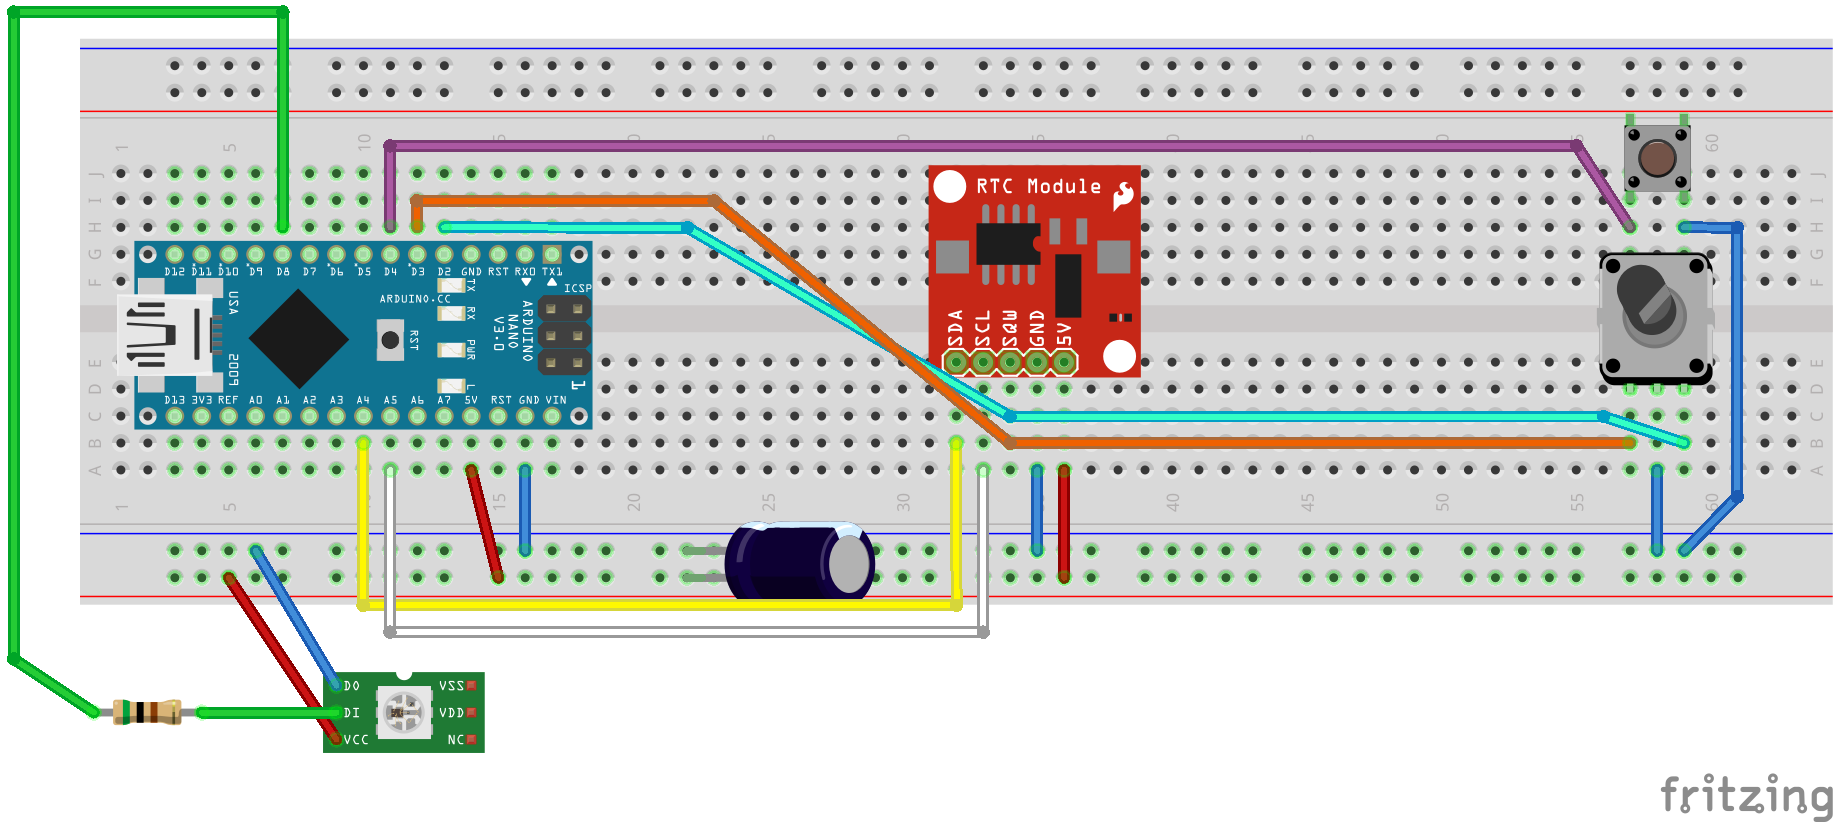 1 5 10 15 20 25 30 35 40 45 50 55 60
J
I
H
G
F
E
D
C
B
A
J
I
H
G
F
E
D
C
B
A
D12 D11 D10 D9 D8 D7 D6 D5 D4 D3 D2 GND RST RX0 TX1
ARDUINO.CC
ICSP
USA
2009
TX
RX
PWR
L
RST
ARDUINO
NANO
V3.0
1
D13 3V3 REF A0 A1 A2 A3 A4 A5 A6 A7 5V RST GND VIN
RTC Module
SDA
SCL
SQW
GND
5V
1 5 10 15 20 25 30 35 40 45 50 55 60
DO VSS
DI VDD
VCC NC
fritzing